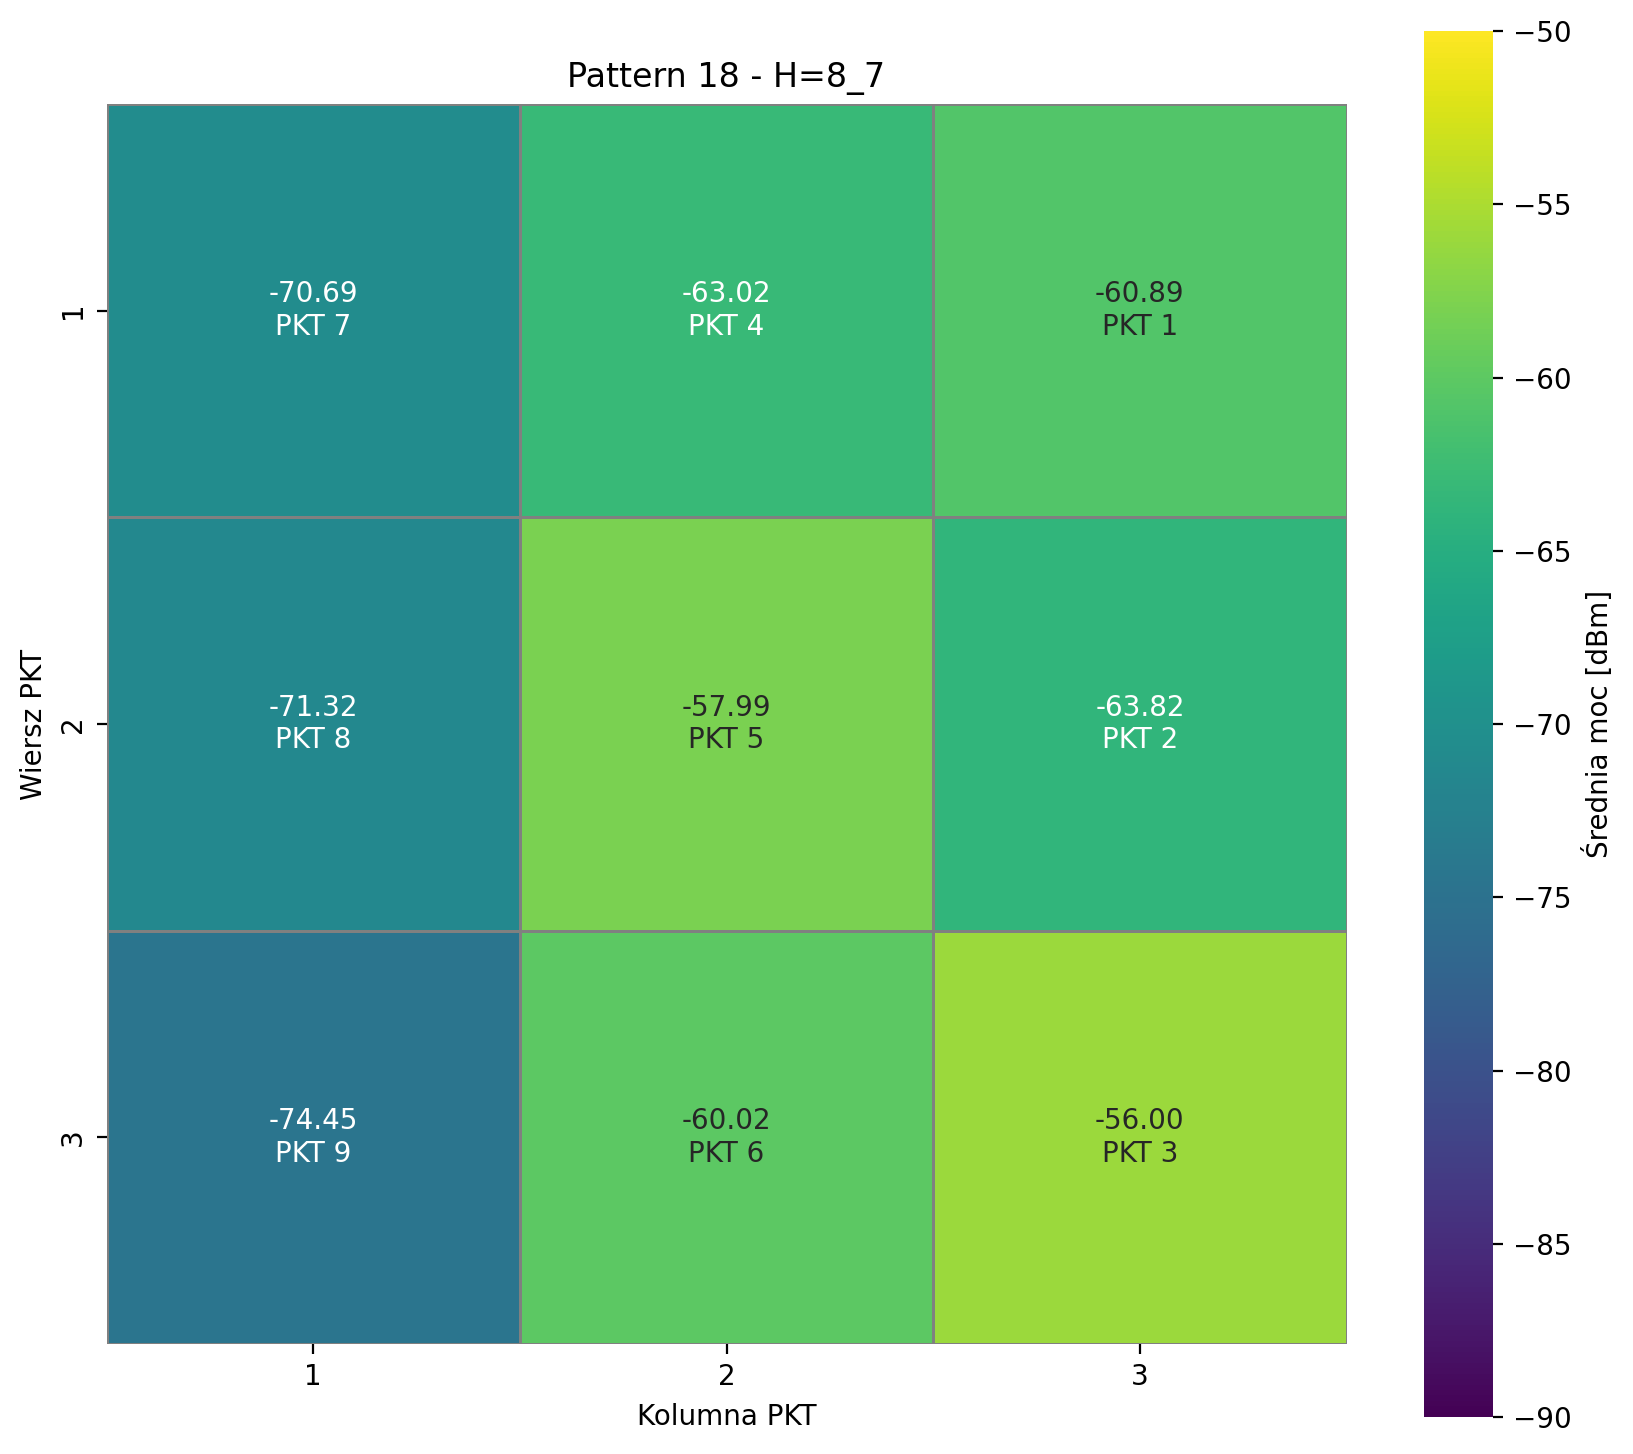 Pattern 18 - H=8_7
-70.69
PKT 7
-63.02
PKT 4
-60.89
PKT 1
-71.32
PKT 8
-57.99
PKT 5
-63.82
PKT 2
-74.45
PKT 9
-60.02
PKT 6
-56.00
PKT 3
1
2
3
Wiersz PKT
1
2
3
Kolumna PKT
−50
−55
−60
−65
−70
−75
−80
−85
−90
Średnia moc [dBm]